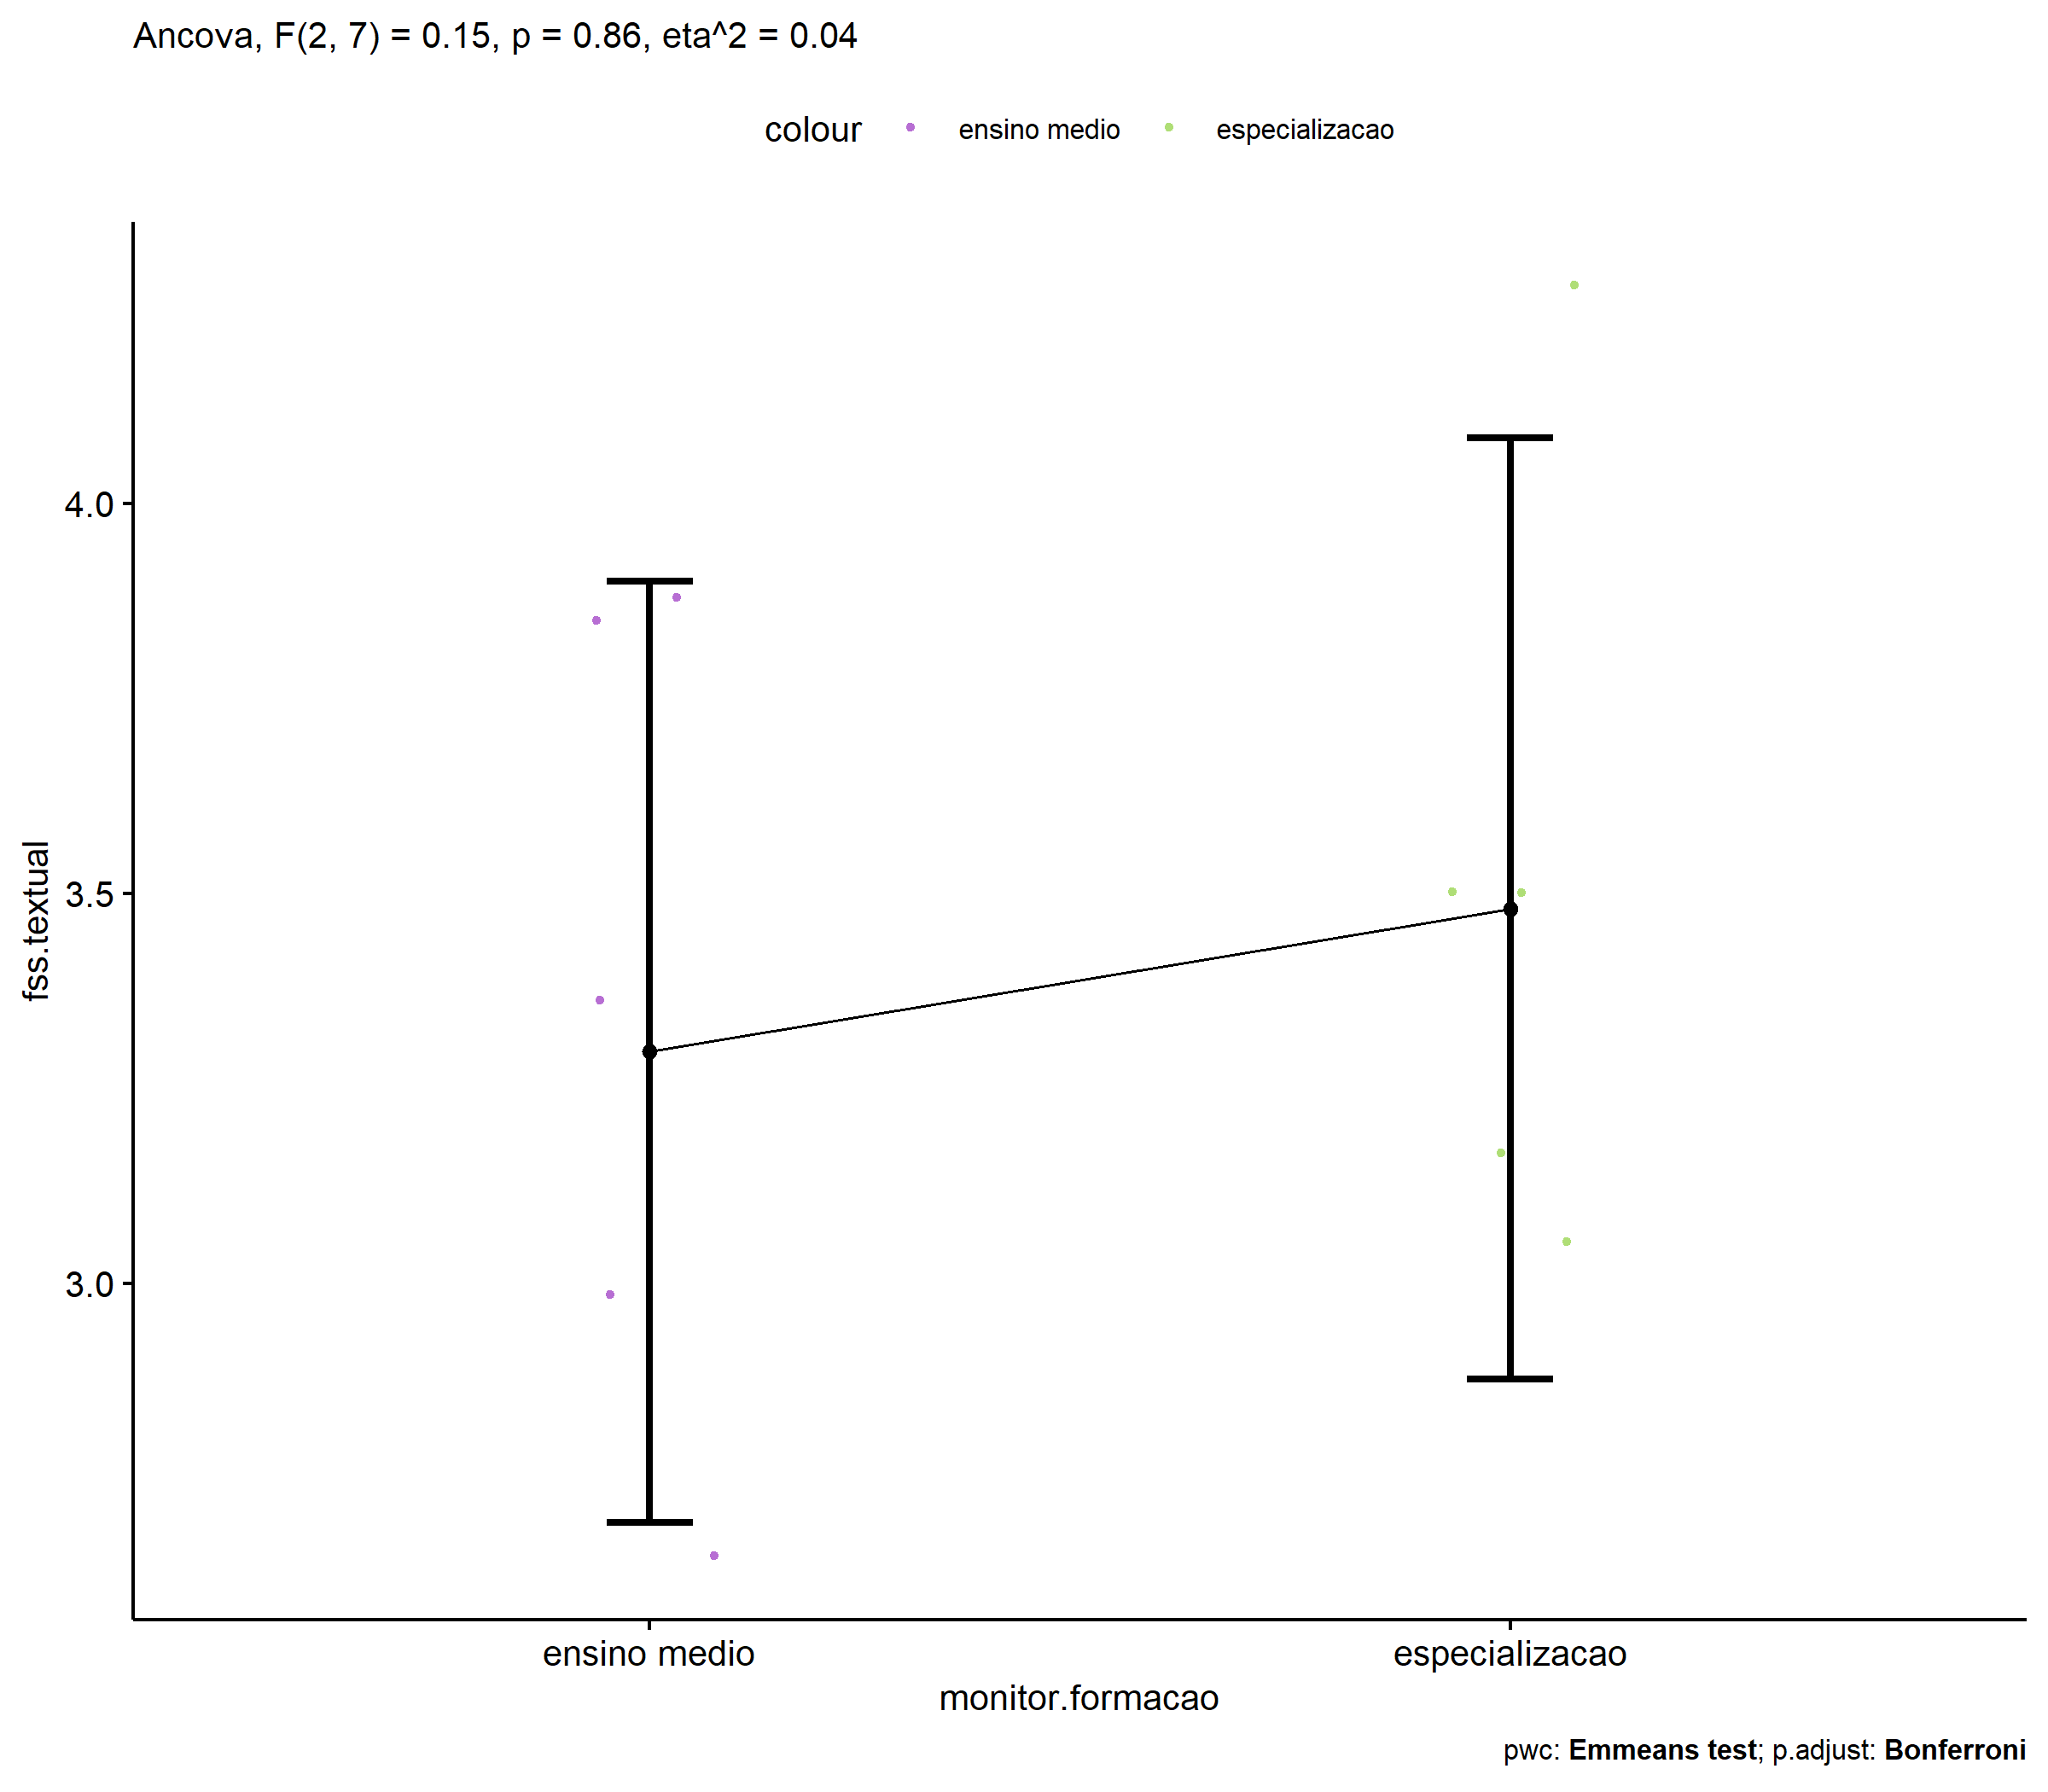 Ancova, F(2, 7) = 0.15, p = 0.86, eta^2 = 0.04
colour ensino medio especializacao
4.0
3.5
3.0
fss.textual
ensino medio especializacao
monitor.formacao
pwc: Emmeans test; p.adjust: Bonferroni